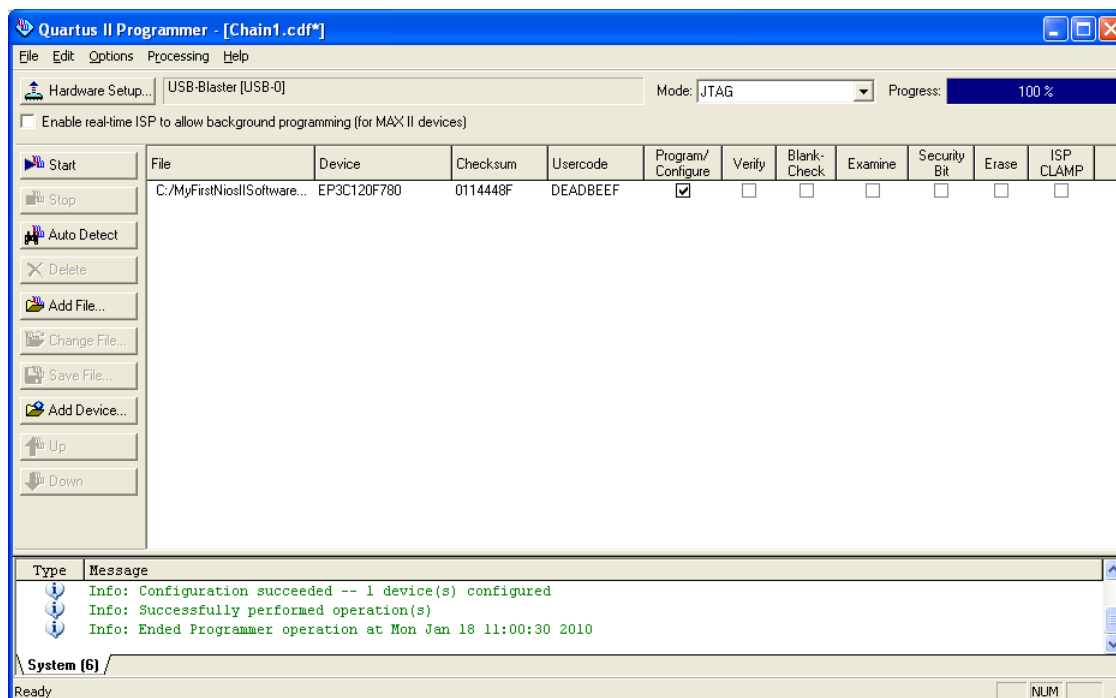 Quartus II Programmer - [Chain1.cdf*]
File Edit Options Processing Help
Hardware Setup... USB-Blaster [USB-0] Mode: JTAG Progress: 100 %
Enable real-time ISP to allow background programming (for MAX II devices)
Start
Stop
Auto Detect
Delete
Add File...
Change File...
Save File...
Add Device...
Up
Down
File Device Checksum Usercode Program/ Configure Verify Blank- Check Examine Security Bit Erase ISP CLAMP
C:/MyFirstNiosIISoftware... EP3C120F780 0114448F DEADBEEF
Type Message
Info: Configuration succeeded -- 1 device(s) configured
Info: Successfully performed operation(s)
Info: Ended Programmer operation at Mon Jan 18 11:00:30 2010
System (6)
Ready NUM